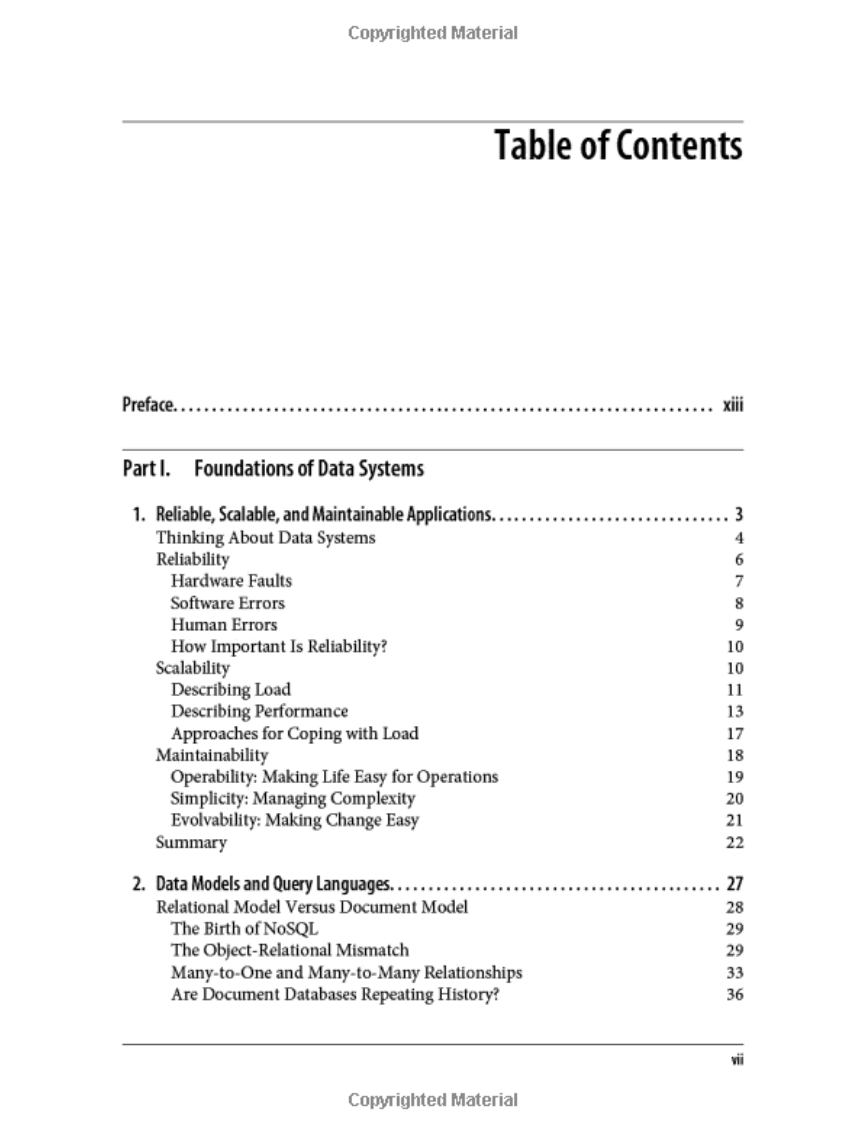 Copyrighted Material
Table of Contents
Preface. . . . . . . . . . . . . . . . . . . . . . . . . . . . . . . . . . . . . . . . . . . . . . . . . . . . . . . . . . . . . . . . . . . . . . xiii
Part I. Foundations of Data Systems
1. Reliable, Scalable, and Maintainable Applications. . . . . . . . . . . . . . . . . . . . . . . . . . . . . . . 3
Thinking About Data Systems 4
Reliability 6
Hardware Faults 7
Software Errors 8
Human Errors 9
How Important Is Reliability? 10
Scalability 10
Describing Load 11
Describing Performance 13
Approaches for Coping with Load 17
Maintainability 18
Operability: Making Life Easy for Operations 19
Simplicity: Managing Complexity 20
Evolvability: Making Change Easy 21
Summary 22
2. Data Models and Query Languages. . . . . . . . . . . . . . . . . . . . . . . . . . . . . . . . . . . . . . . . . . . 27
Relational Model Versus Document Model 28
The Birth of NoSQL 29
The Object-Relational Mismatch 29
Many-to-One and Many-to-Many Relationships 33
Are Document Databases Repeating History? 36
vii
Copyrighted Material